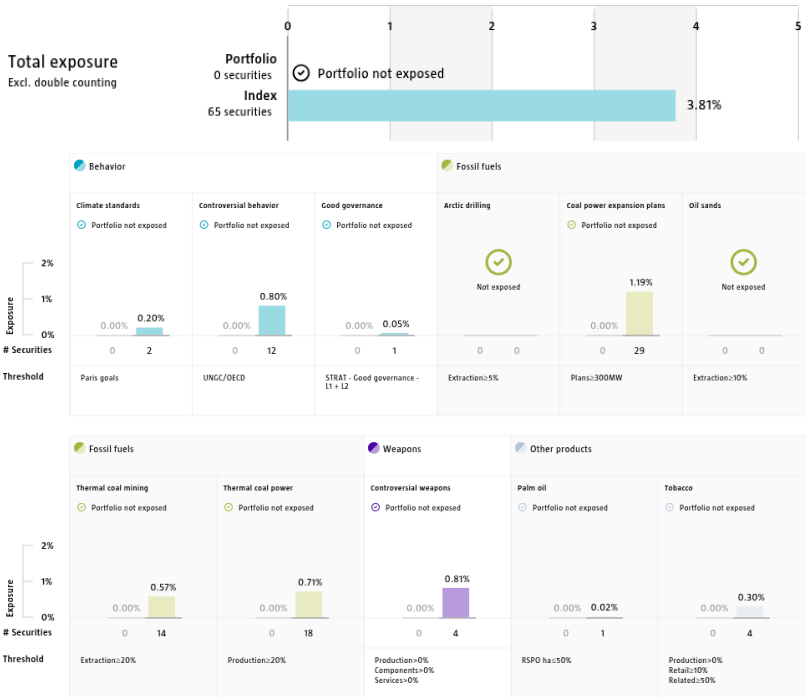 0 1 2 3 4 5
Total exposure
Excl. double counting
Portfolio
0 securities
Portfolio not exposed
Index
65 securities
3.81%
Behavior
Fossil fuels
Climate standards
Controversial behavior
Good governance
Arctic drilling
Coal power expansion plans
Oil sands
Portfolio not exposed
Portfolio not exposed
Portfolio not exposed
Portfolio not exposed
Not exposed
Not exposed
Exposure
2%
1%
0%
0.00% 0.20%
0.00% 0.80%
0.00% 0.05%
0.00% 1.19%
# Securities
0 2
0 12
0 1
0 0
0 29
0 0
Threshold
Paris goals
UNGC/OECD
STRAT - Good governance -
L1 + L2
Extraction≥5%
Plans≥300MW
Extraction≥10%
Fossil fuels
Weapons
Other products
Thermal coal mining
Thermal coal power
Controversial weapons
Palm oil
Tobacco
Portfolio not exposed
Portfolio not exposed
Portfolio not exposed
Portfolio not exposed
Portfolio not exposed
Exposure
2%
1%
0%
0.00% 0.57%
0.00% 0.71%
0.00% 0.81%
0.00% 0.02%
0.00% 0.30%
# Securities
0 14
0 18
0 4
0 1
0 4
Threshold
Extraction≥20%
Production≥20%
Production>0%
Components>0%
Services>0%
RSPO ha≤50%
Production>0%
Retail≥10%
Related≥50%